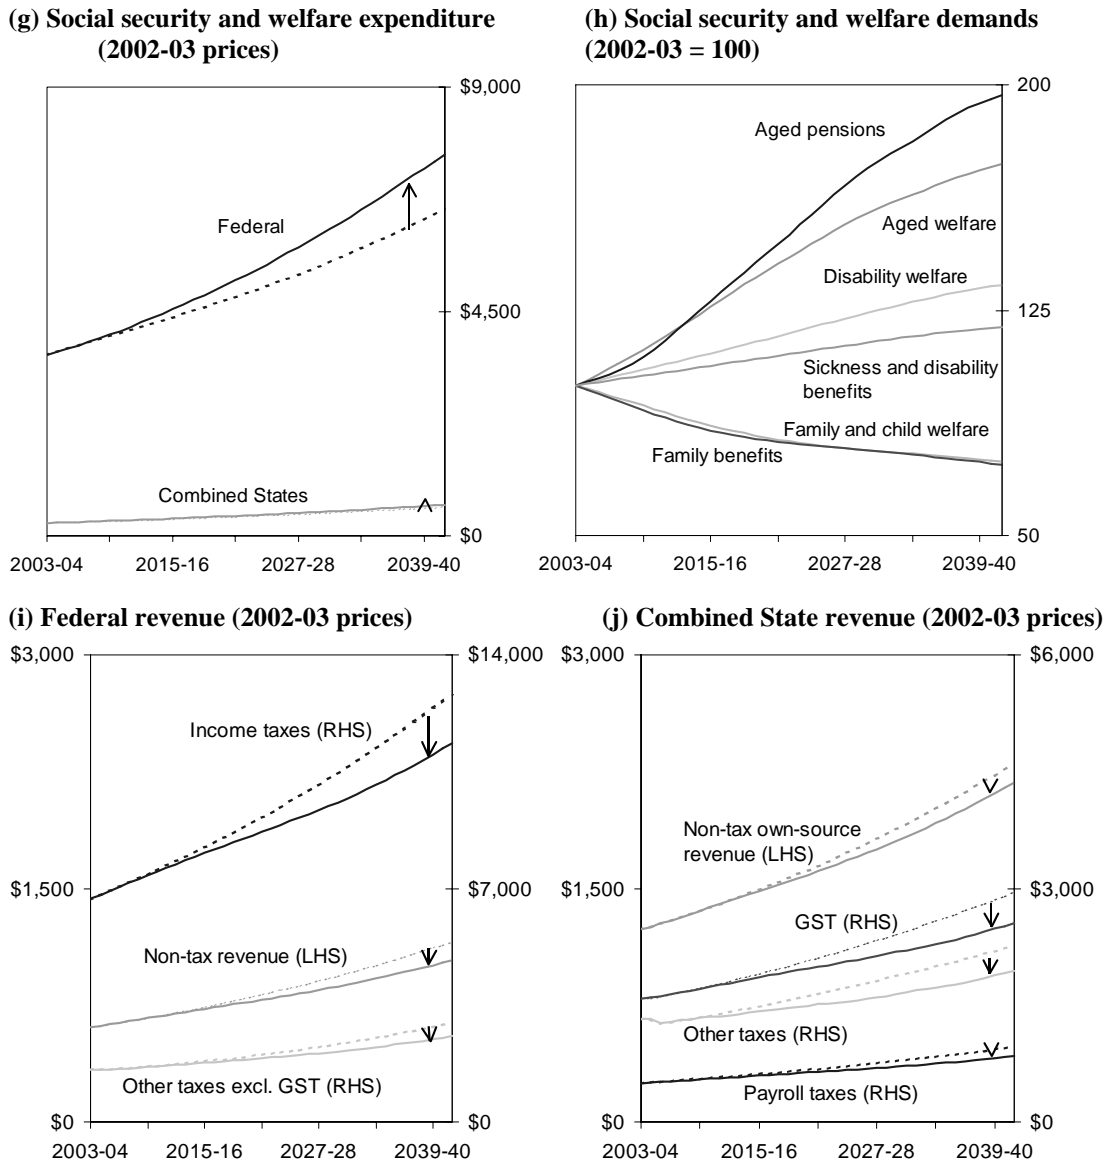 (g) Social security and welfare expenditure
(2002-03 prices)
$9,000
Federal
$4,500
Combined States
$0
2003-04 2015-16 2027-28 2039-40
(h) Social security and welfare demands
(2002-03 = 100)
200
Aged pensions
Aged welfare
Disability welfare
125
Sickness and disability
benefits
Family and child welfare
Family benefits
50
2003-04 2015-16 2027-28 2039-40
(i) Federal revenue (2002-03 prices)
$3,000 $14,000
Income taxes (RHS)
$1,500 $7,000
Non-tax revenue (LHS)
Other taxes excl. GST (RHS)
$0 $0
2003-04 2015-16 2027-28 2039-40
(j) Combined State revenue (2002-03 prices)
$3,000 $6,000
Non-tax own-source
revenue (LHS)
$1,500 $3,000
GST (RHS)
Other taxes (RHS)
Payroll taxes (RHS)
$0 $0
2003-04 2015-16 2027-28 2039-40